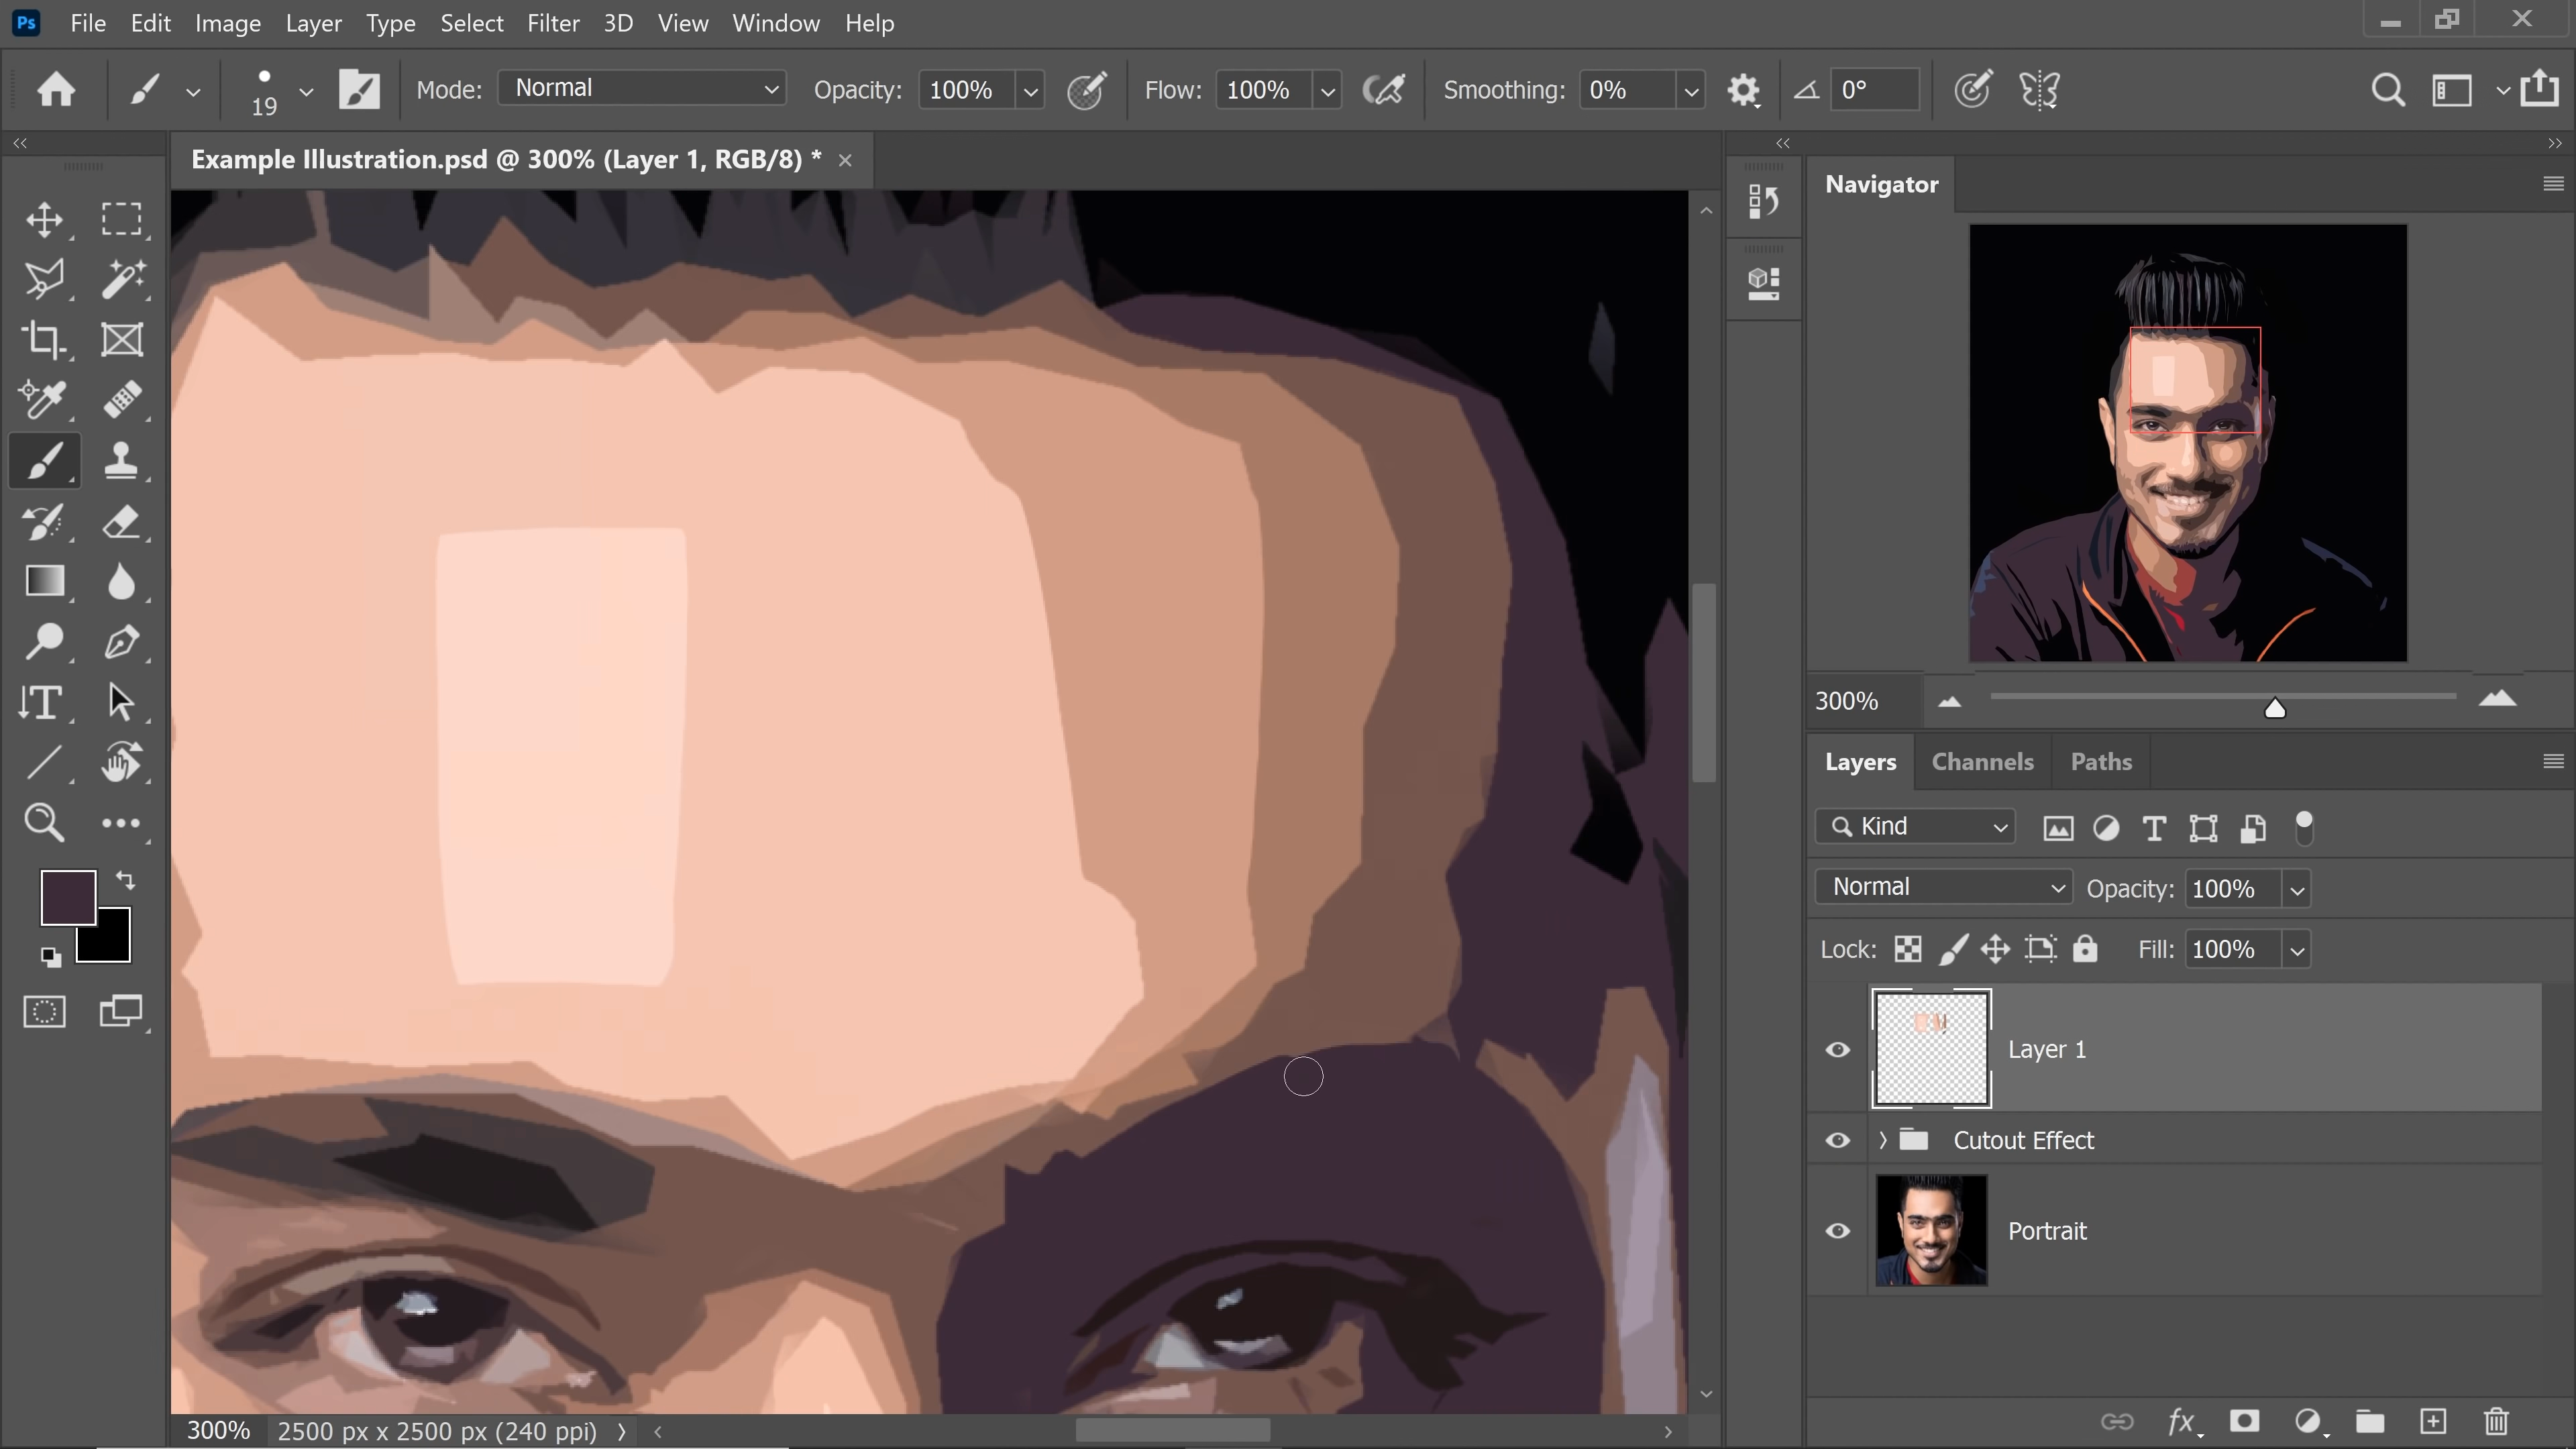 Ps File Edit Image Layer Type Select Filter 3D View Window Help
19 Mode: Normal Opacity: 100% Flow: 100% Smoothing: 0% 0°
Example Illustration.psd @ 300% (Layer 1, RGB/8) *
Navigator
300%
Layers Channels Paths
Kind
Normal Opacity: 100%
Lock: Fill: 100%
Layer 1
Cutout Effect
Portrait
fx
300% 2500 px x 2500 px (240 ppi)